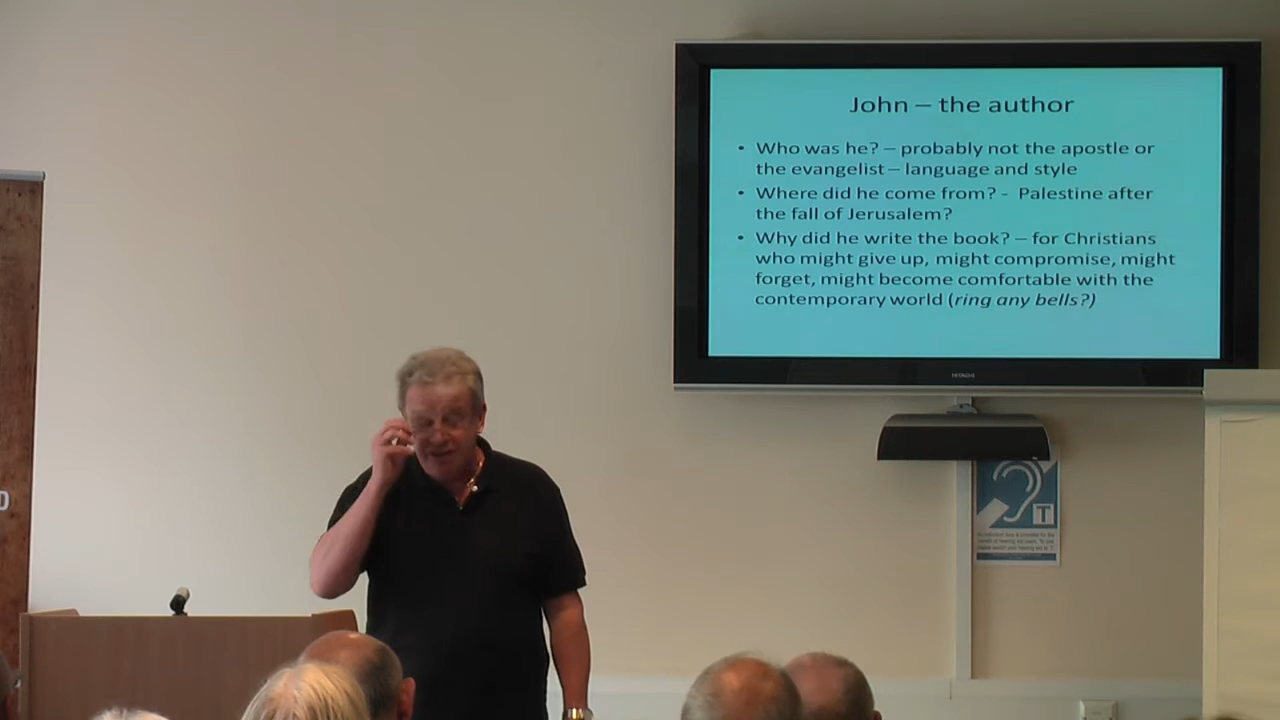 John – the author
• Who was he? – probably not the apostle or
the evangelist – language and style
• Where did he come from? - Palestine after
the fall of Jerusalem?
• Why did he write the book? – for Christians
who might give up, might compromise, might
forget, might become comfortable with the
contemporary world (ring any bells?)
HITACHI
T
D